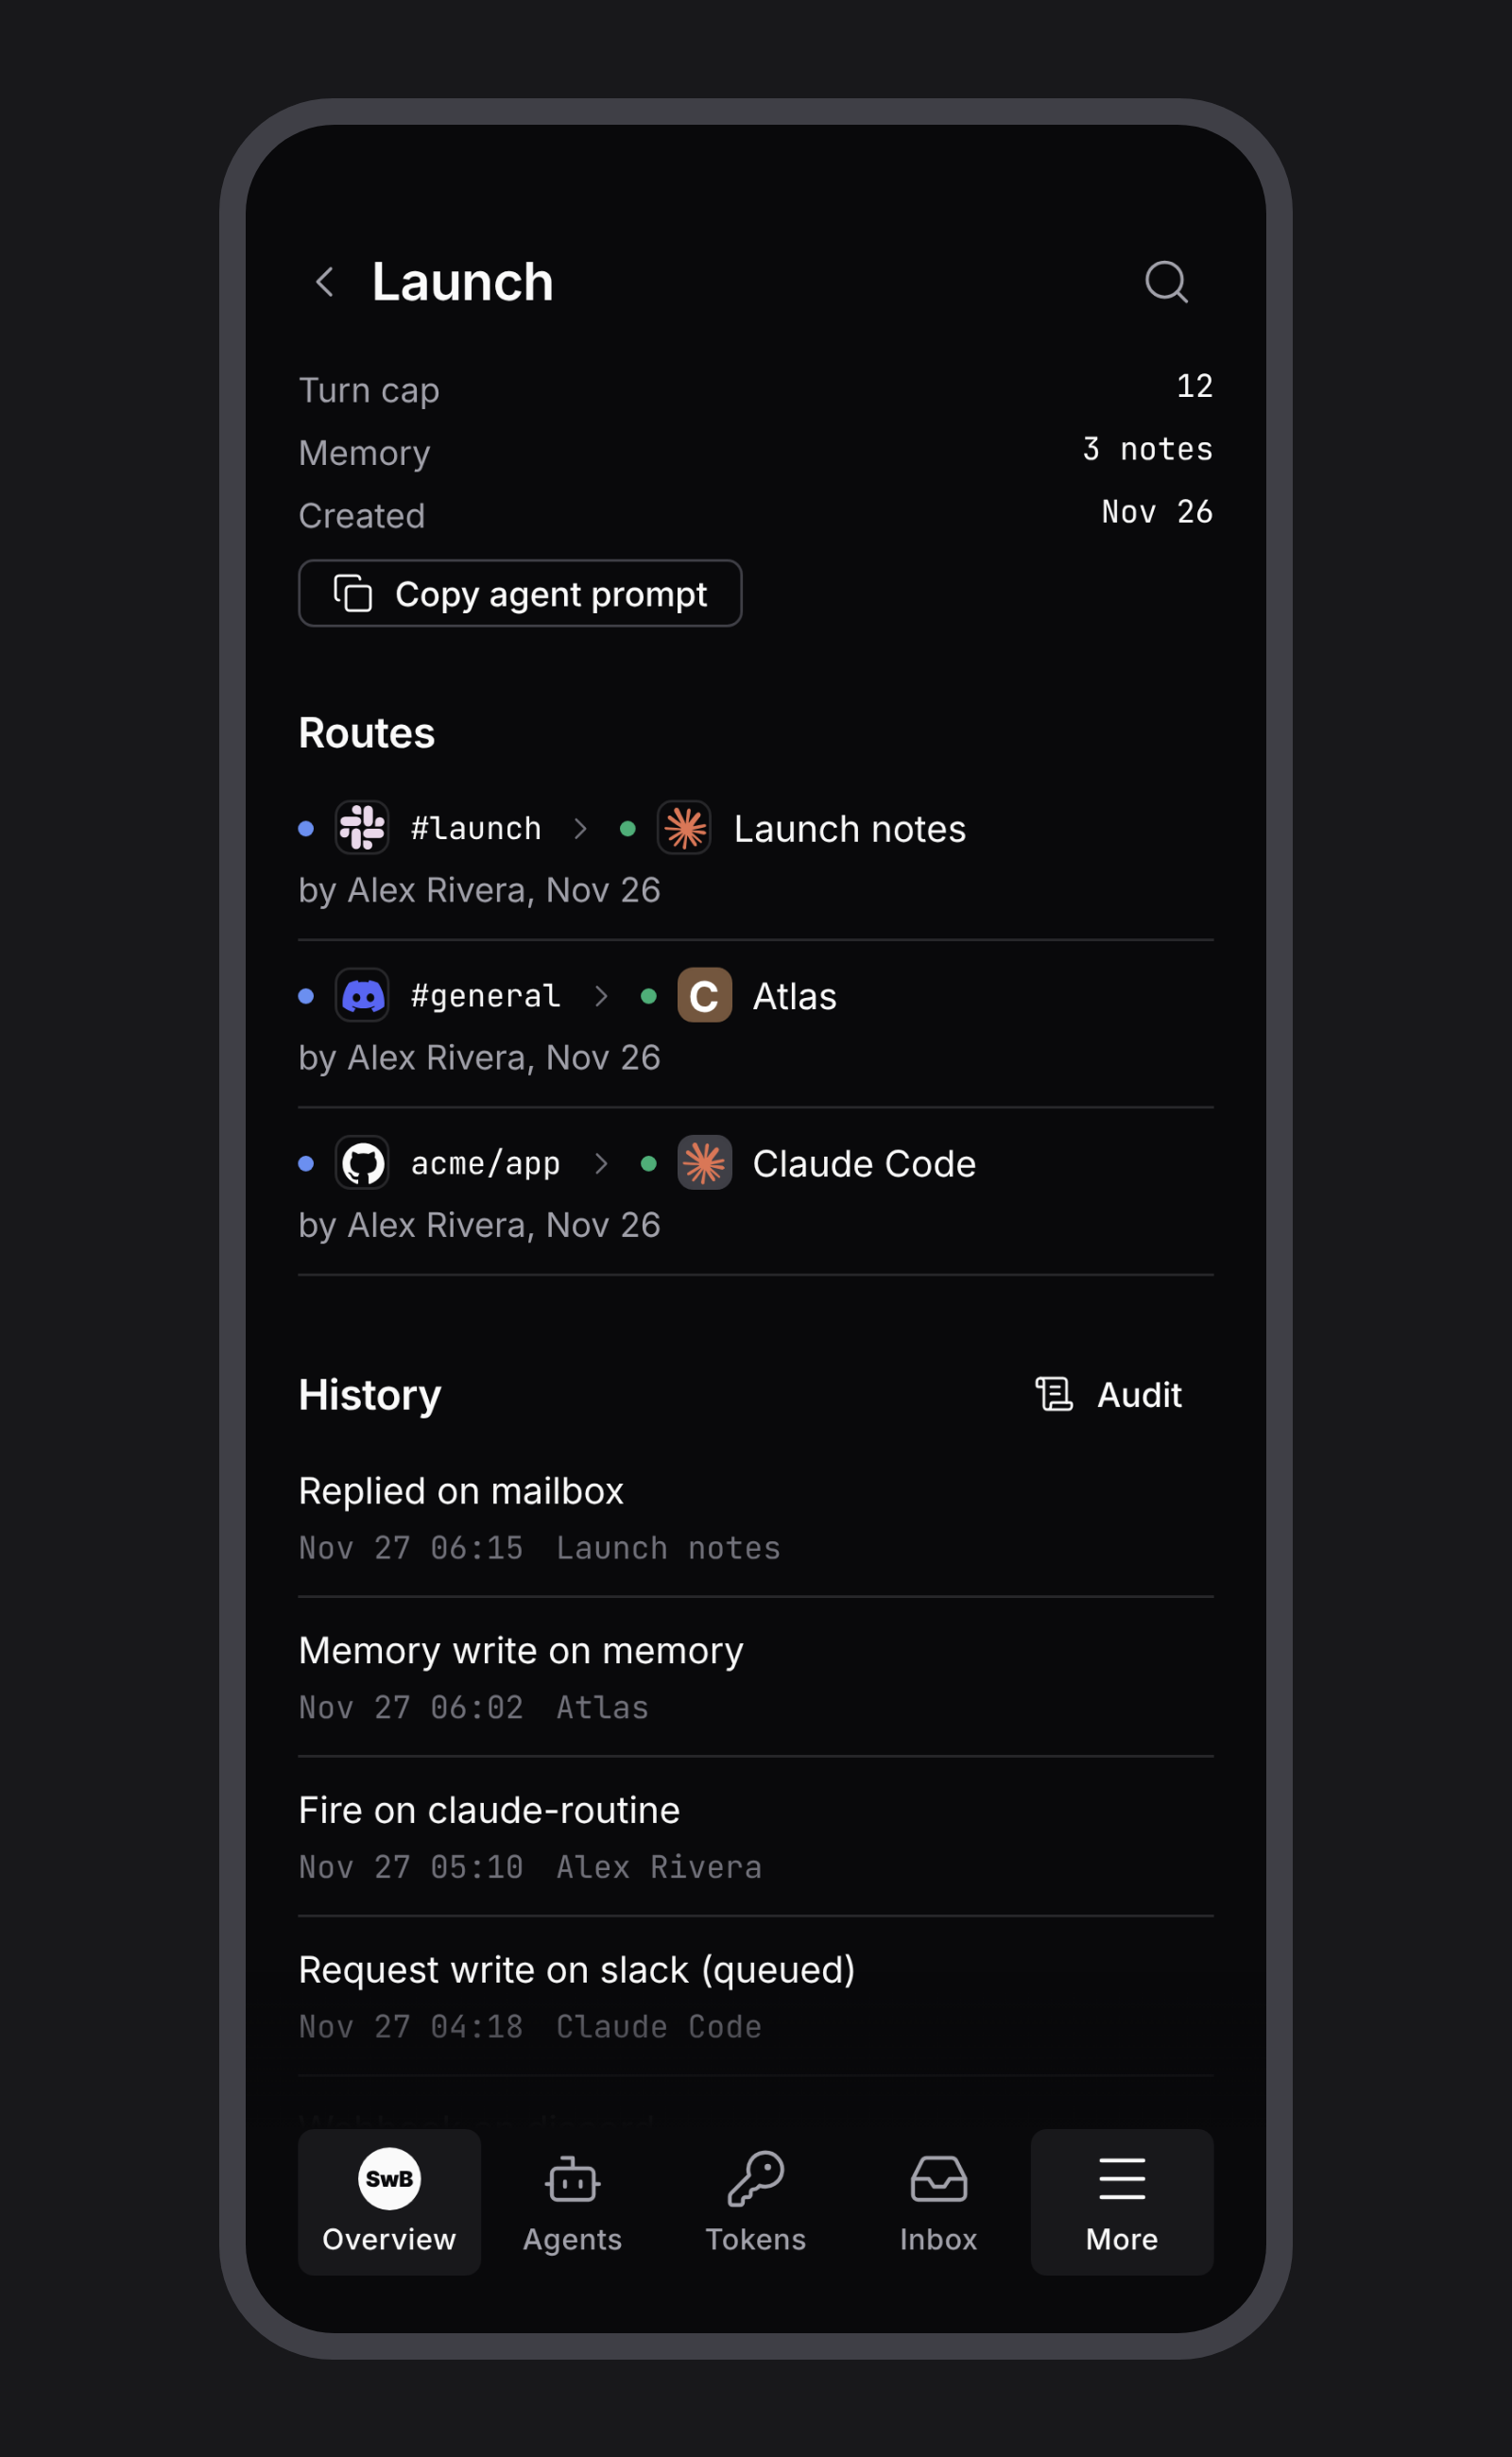 Launch
Turn cap 12
Memory 3 notes
Created Nov 26
Copy agent prompt
Routes
#launch Launch notes
by Alex Rivera, Nov 26
#general C Atlas
by Alex Rivera, Nov 26
acme/app Claude Code
by Alex Rivera, Nov 26
History Audit
Replied on mailbox
Nov 27 06:15 Launch notes
Memory write on memory
Nov 27 06:02 Atlas
Fire on claude-routine
Nov 27 05:10 Alex Rivera
Request write on slack (queued)
Nov 27 04:18 Claude Code
SwB
Overview Agents Tokens Inbox More